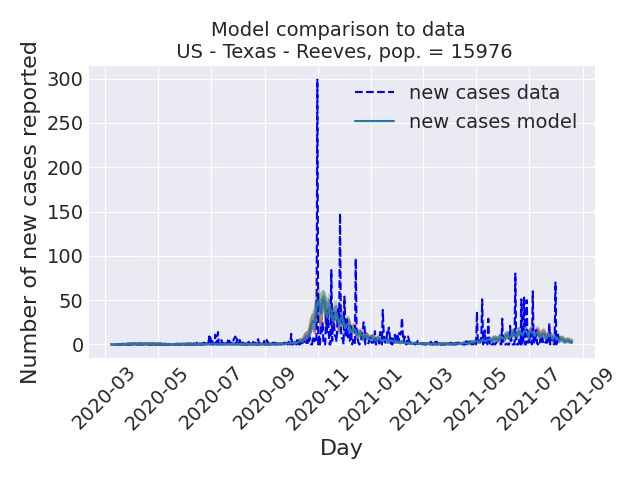 Model comparison to data
US - Texas - Reeves, pop. = 15976
Number of new cases reported
300
250
200
150
100
50
0
new cases data
new cases model
2020-03
2020-05
2020-07
2020-09
2020-11
2021-01
2021-03
2021-05
2021-07
2021-09
Day